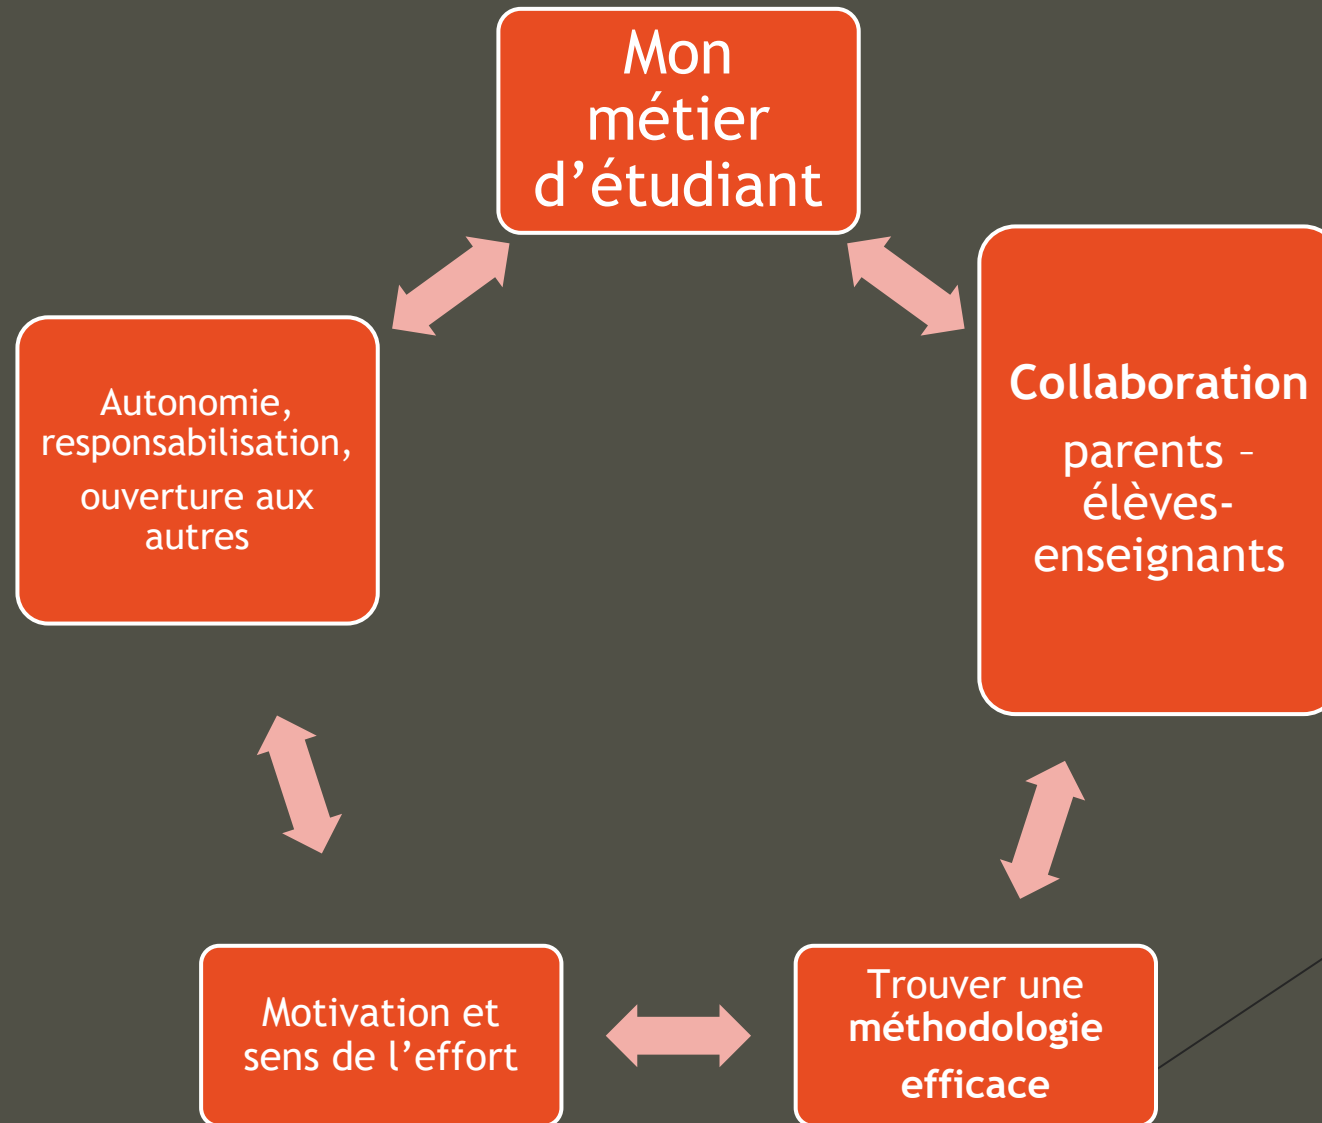 Mon
métier
d’étudiant
Collaboration
parents –
élèves-
enseignants
Trouver une
méthodologie
efficace
Motivation et
sens de l’effort
Autonomie,
responsabilisation,
ouverture aux
autres